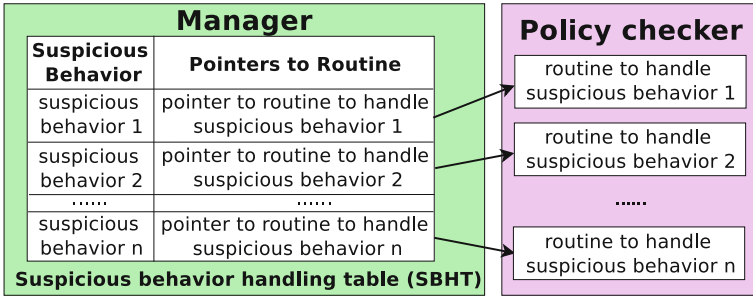 Manager
Suspicious
Behavior
Pointers to Routine
suspicious
behavior 1
pointer to routine to handle
suspicious behavior 1
suspicious
behavior 2
pointer to routine to handle
suspicious behavior 2
......
......
suspicious
behavior n
pointer to routine to handle
suspicious behavior n
Suspicious behavior handling table (SBHT)
Policy checker
routine to handle
suspicious behavior 1
routine to handle
suspicious behavior 2
......
routine to handle
suspicious behavior n